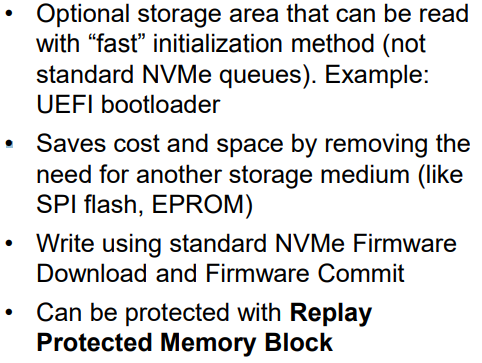 • Optional storage area that can be read
with “fast” initialization method (not
standard NVMe queues). Example:
UEFI bootloader
• Saves cost and space by removing the
need for another storage medium (like
SPI flash, EPROM)
• Write using standard NVMe Firmware
Download and Firmware Commit
• Can be protected with Replay
Protected Memory Block